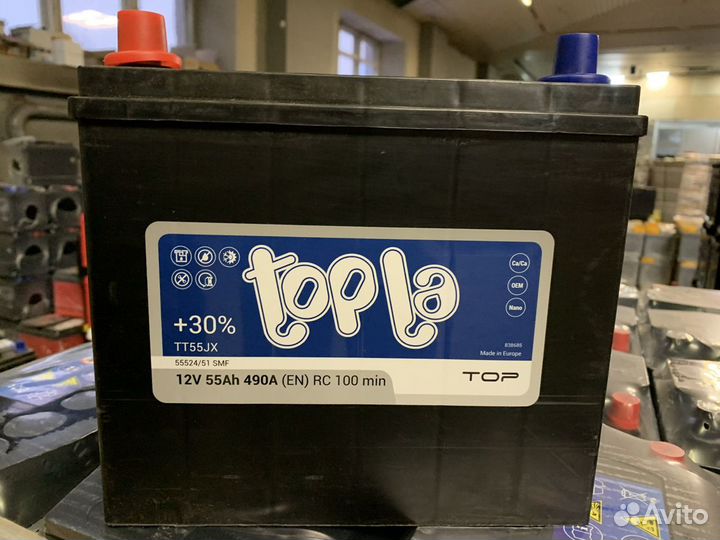 topla
Ca/Ca
OEM
Nano
+30%
TT55JX
55524/51 SMF
838685
Made in Europe
12V 55Ah 490A (EN) RC 100 min
TOP
Avito